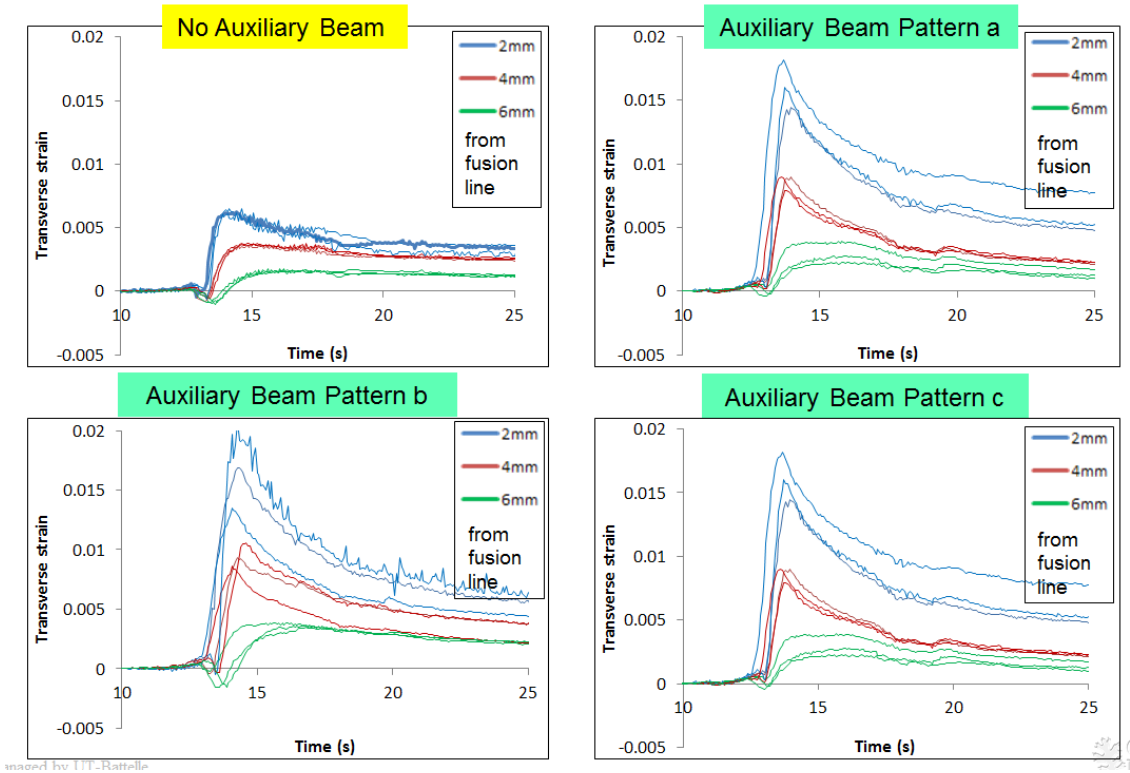 No Auxiliary Beam
0.02
0.015
0.01
0.005
0
-0.005
10
15
20
25
Transverse strain
Time (s)
2mm
4mm
6mm
from
fusion
line
Auxiliary Beam Pattern a
0.02
0.015
0.01
0.005
0
-0.005
10
15
20
25
Transverse strain
Time (s)
2mm
4mm
6mm
from
fusion
line
Auxiliary Beam Pattern b
0.02
0.015
0.01
0.005
0
-0.005
10
15
20
25
Transverse strain
Time (s)
2mm
4mm
6mm
from
fusion
line
Auxiliary Beam Pattern c
0.02
0.015
0.01
0.005
0
-0.005
10
15
20
25
Transverse strain
Time (s)
2mm
4mm
6mm
from
fusion
line
anaged by UT-Battelle